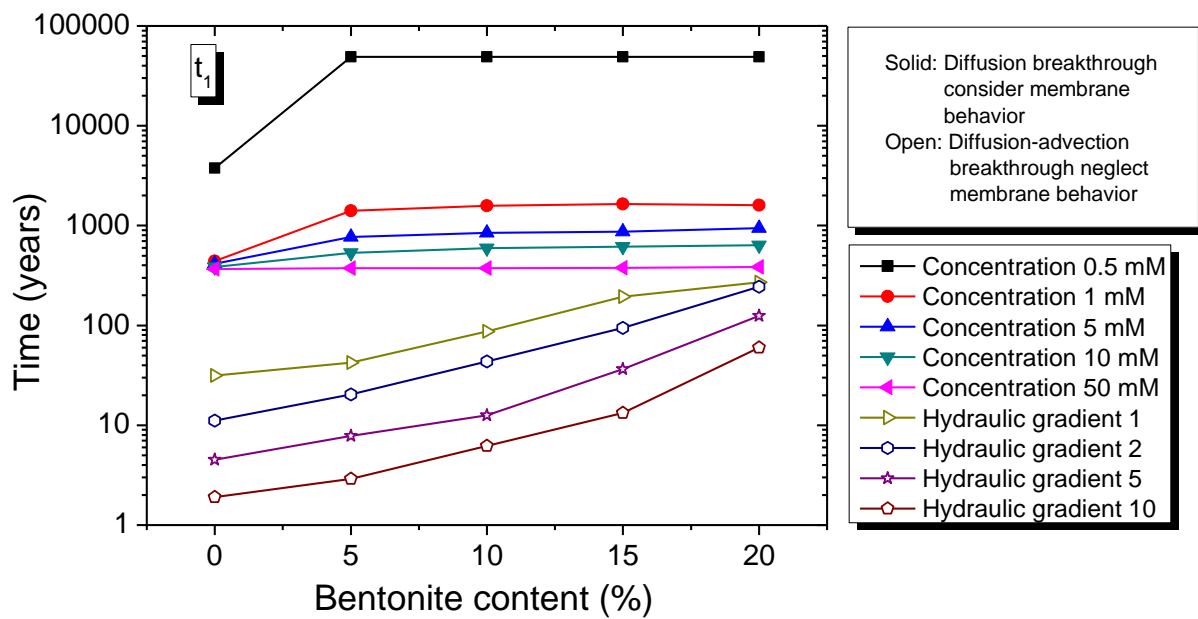 100000
10000
1000
100
10
1
Time (years)
t1
0
5
10
15
20
Bentonite content (%)
Solid: Diffusion breakthrough
consider membrane
behavior
Open: Diffusion-advection
breakthrough neglect
membrane behavior
Concentration 0.5 mM
Concentration 1 mM
Concentration 5 mM
Concentration 10 mM
Concentration 50 mM
Hydraulic gradient 1
Hydraulic gradient 2
Hydraulic gradient 5
Hydraulic gradient 10